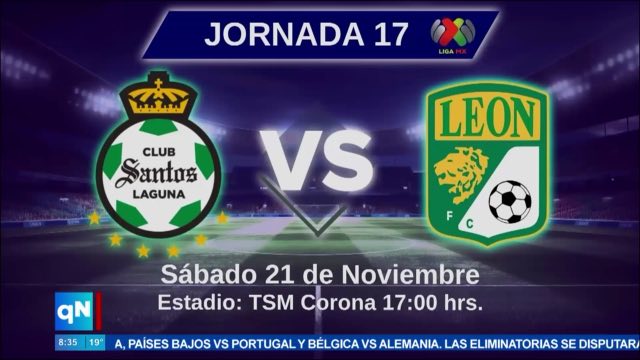 JORNADA 17
LIGA MX
CLUB
Santos
LAGUNA
VS
LEON
F C
Sábado 21 de Noviembre
Estadio: TSM Corona 17:00 hrs.
qN
8:35 19° A, PAÍSES BAJOS VS PORTUGAL Y BÉLGICA VS ALEMANIA. LAS ELIMINATORIAS SE DISPUTARA